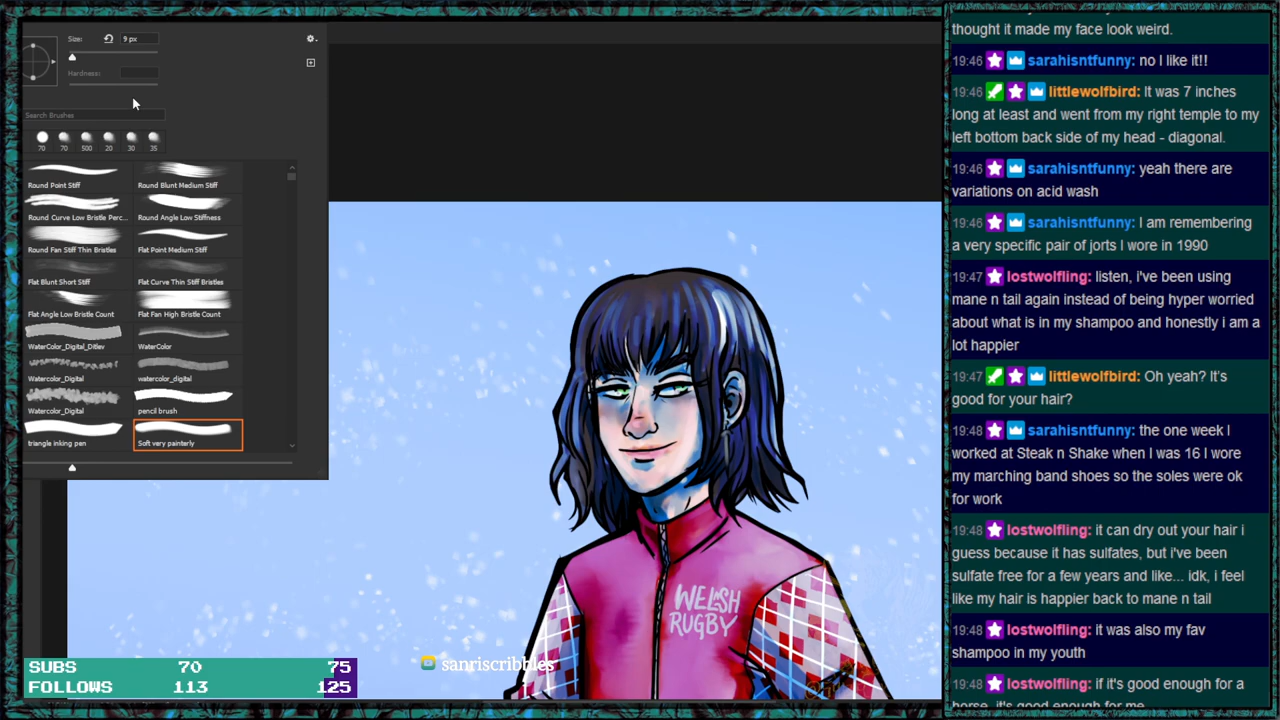 Size:
9 px
Hardness:
Search Brushes
70 70 500 20 30 35
Round Point Stiff
Round Blunt Medium Stiff
Round Curve Low Bristle Perc...
Round Angle Low Stiffness
Round Fan Stiff Thin Bristles
Flat Point Medium Stiff
Flat Blunt Short Stiff
Flat Curve Thin Stiff Bristles
Flat Angle Low Bristle Count
Flat Fan High Bristle Count
WaterColor_Digital_Ditlev
WaterColor
Watercolor_Digital
watercolor_digital
Watercolor_Digital
pencil brush
triangle inking pen
Soft very painterly
WELSH
RUGBY
SUBS 70 75
FOLLOWS 113 125
sanriscribbles
thought it made my face look weird.
19:46 sarahisntfunny: no I like it!!
19:46 littlewolfbird: It was 7 inches
long at least and went from my right temple to my
left bottom back side of my head - diagonal.
19:46 sarahisntfunny: yeah there are
variations on acid wash
19:46 sarahisntfunny: I am remembering
a very specific pair of jorts I wore in 1990
19:47 lostwolfling: listen, i've been using
mane n tail again instead of being hyper worried
about what is in my shampoo and honestly i am a
lot happier
19:47 littlewolfbird: Oh yeah? It's
good for your hair?
19:48 sarahisntfunny: the one week I
worked at Steak n Shake when I was 16 I wore
my marching band shoes so the soles were ok
for work
19:48 lostwolfling: it can dry out your hair i
guess because it has sulfates, but i've been
sulfate free for a few years and like... idk, i feel
like my hair is happier back to mane n tail
19:48 lostwolfling: it was also my fav
shampoo in my youth
19:48 lostwolfling: if it's good enough for a
horse, it's good enough for me